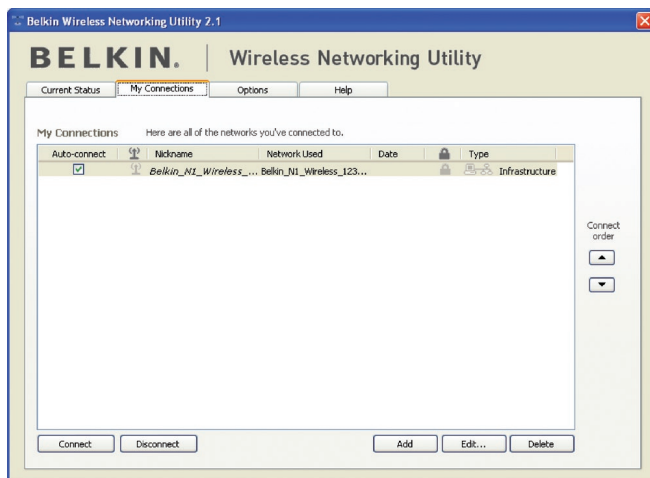 Belkin Wireless Networking Utility 2.1
BELKIN. | Wireless Networking Utility
Current Status My Connections Options Help
My Connections Here are all of the networks you've connected to.
Auto-connect Nickname Network Used Date Type
Belkin_N1_Wireless_... Belkin_N1_Wireless_123... Infrastructure
Connect
order
Connect Disconnect Add Edit... Delete